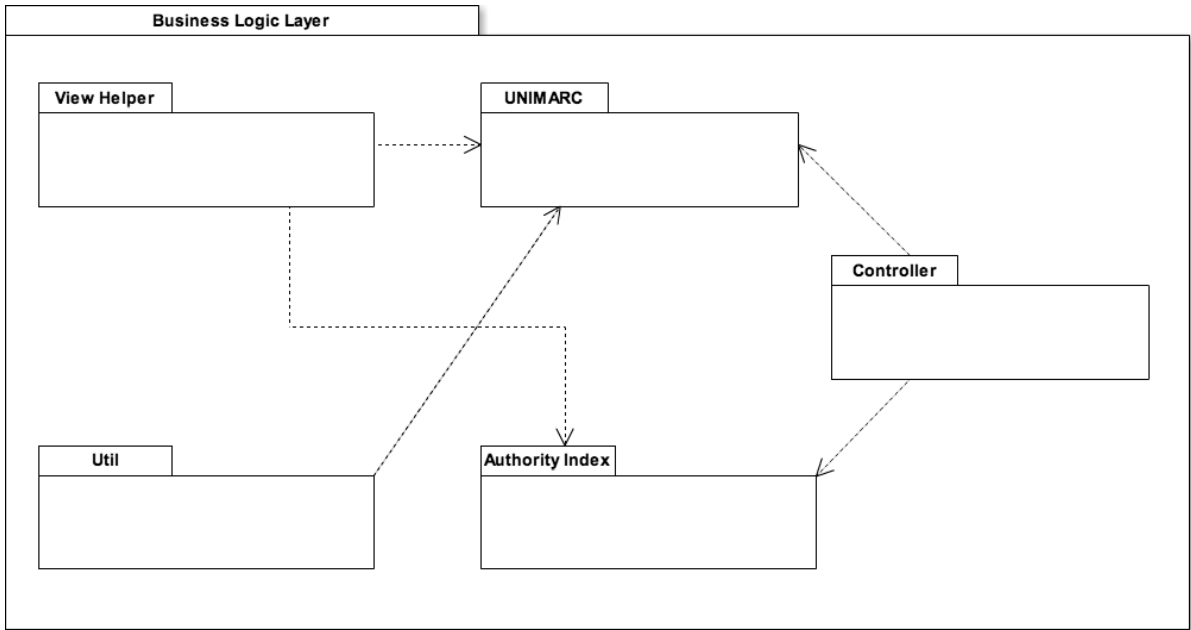 Business Logic Layer
View Helper
UNIMARC
Controller
Util
Authority Index